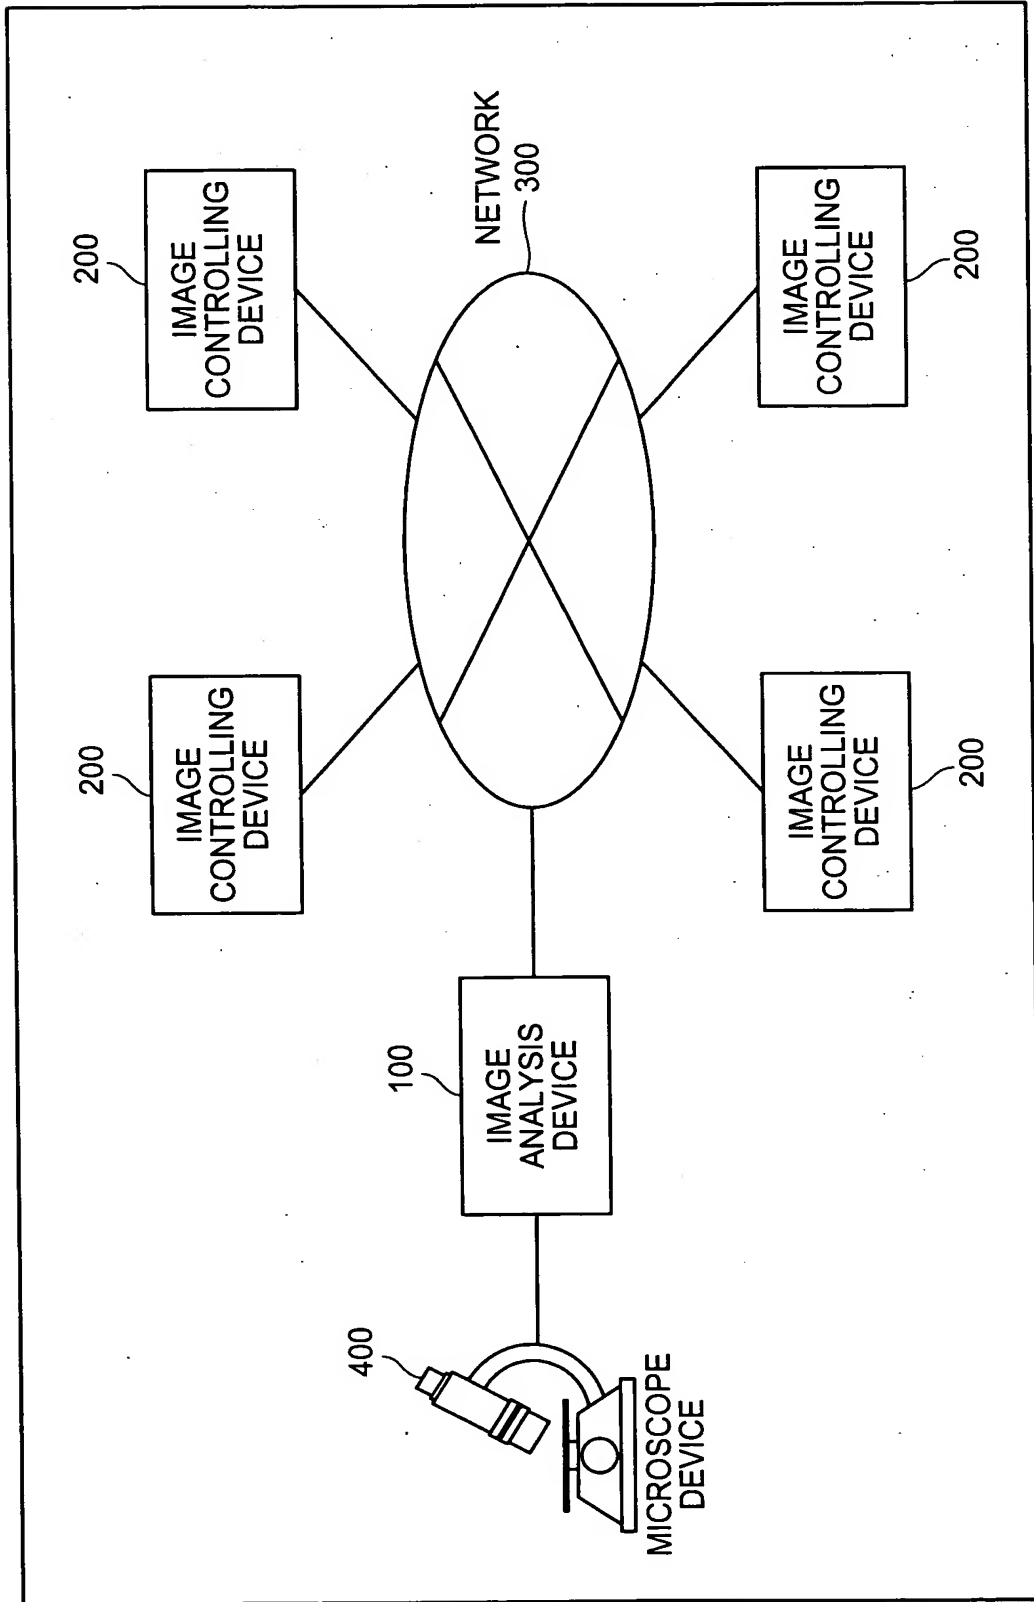 200
IMAGE
CONTROLLING
DEVICE
200
IMAGE
CONTROLLING
DEVICE
NETWORK
300
400
MICROSCOPE
DEVICE
100
IMAGE
ANALYSIS
DEVICE
IMAGE
CONTROLLING
DEVICE
200
IMAGE
CONTROLLING
DEVICE
200